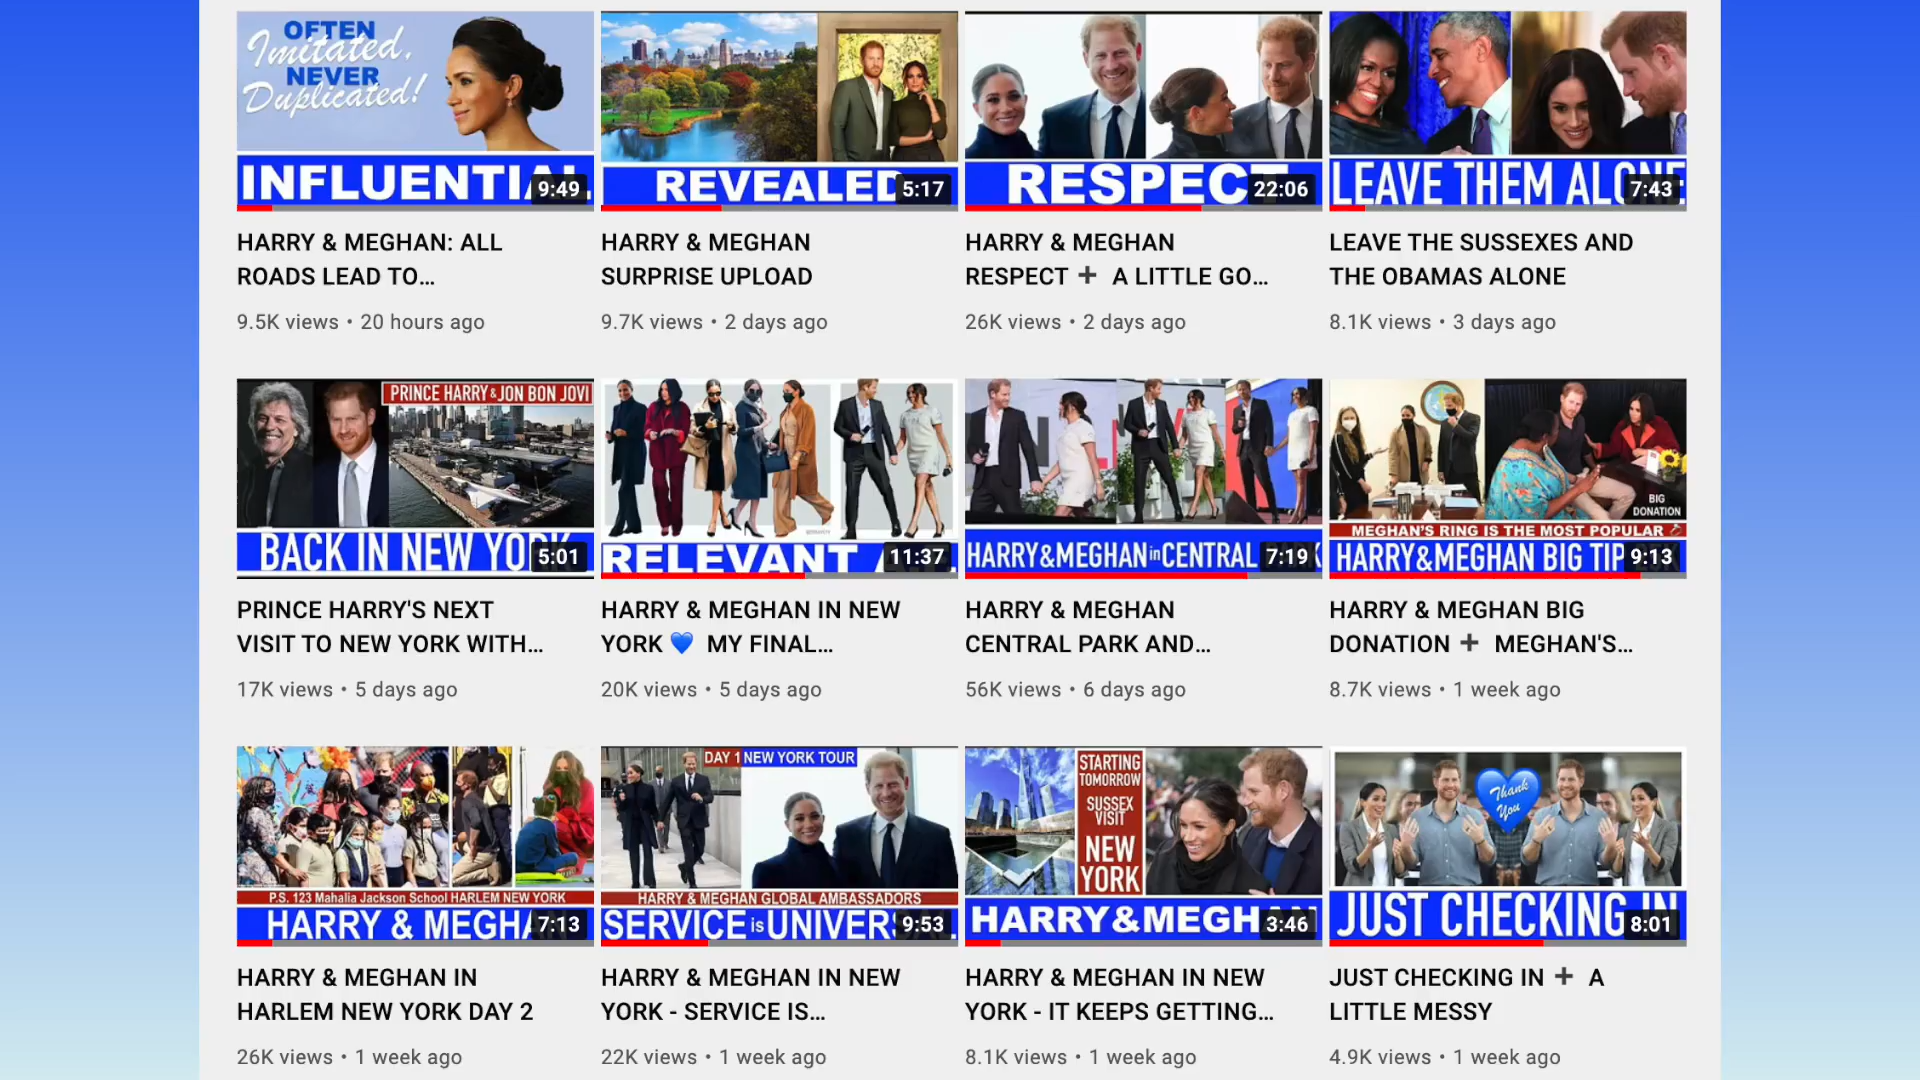 OFTEN
Imitated,
NEVER
Duplicated!
9:49
REVEALED
5:17
RESPECT
22:06
LEAVE THEM ALONE
7:43
HARRY & MEGHAN: ALL
ROADS LEAD TO...
9.5K views • 20 hours ago
HARRY & MEGHAN
SURPRISE UPLOAD
9.7K views • 2 days ago
HARRY & MEGHAN
RESPECT ➕ A LITTLE GO...
26K views • 2 days ago
LEAVE THE SUSSEXES AND
THE OBAMAS ALONE
8.1K views • 3 days ago
PRINCE HARRY & JON BON JOVI
BACK IN NEW YORK
5:01
RELEVANT
11:37
HARRY&MEGHAN in CENTRAL
7:19
BIG
DONATION
MEGHAN'S RING IS THE MOST POPULAR
HARRY&MEGHAN BIG TIP
9:13
PRINCE HARRY'S NEXT
VISIT TO NEW YORK WITH...
17K views • 5 days ago
HARRY & MEGHAN IN NEW
YORK 💙 MY FINAL...
20K views • 5 days ago
HARRY & MEGHAN
CENTRAL PARK AND...
56K views • 6 days ago
HARRY & MEGHAN BIG
DONATION ➕ MEGHAN'S...
8.7K views • 1 week ago
P.S. 123 Mahalia Jackson School HARLEM NEW YORK
HARRY & MEGHA
7:13
DAY 1 NEW YORK TOUR
HARRY & MEGHAN GLOBAL AMBASSADORS
SERVICE is UNIVERS
9:53
STARTING
TOMORROW
SUSSEX
VISIT
NEW
YORK
HARRY&MEGHAN
3:46
Thank
You
JUST CHECKING IN
8:01
HARRY & MEGHAN IN
HARLEM NEW YORK DAY 2
26K views • 1 week ago
HARRY & MEGHAN IN NEW
YORK - SERVICE IS...
22K views • 1 week ago
HARRY & MEGHAN IN NEW
YORK - IT KEEPS GETTING...
8.1K views • 1 week ago
JUST CHECKING IN ➕ A
LITTLE MESSY
4.9K views • 1 week ago